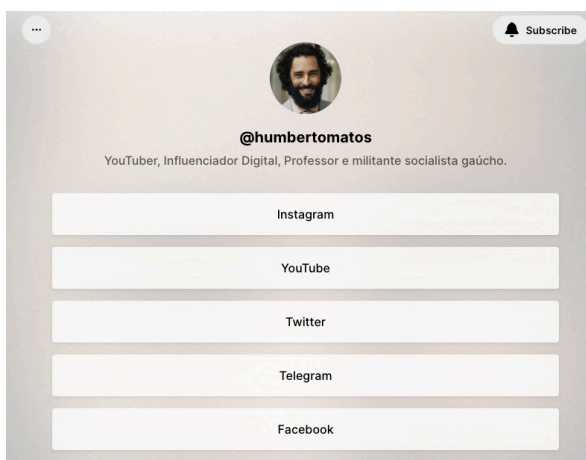 ...
Subscribe
@humbertomatos
YouTuber, Influenciador Digital, Professor e militante socialista gaúcho.
Instagram
YouTube
Twitter
Telegram
Facebook